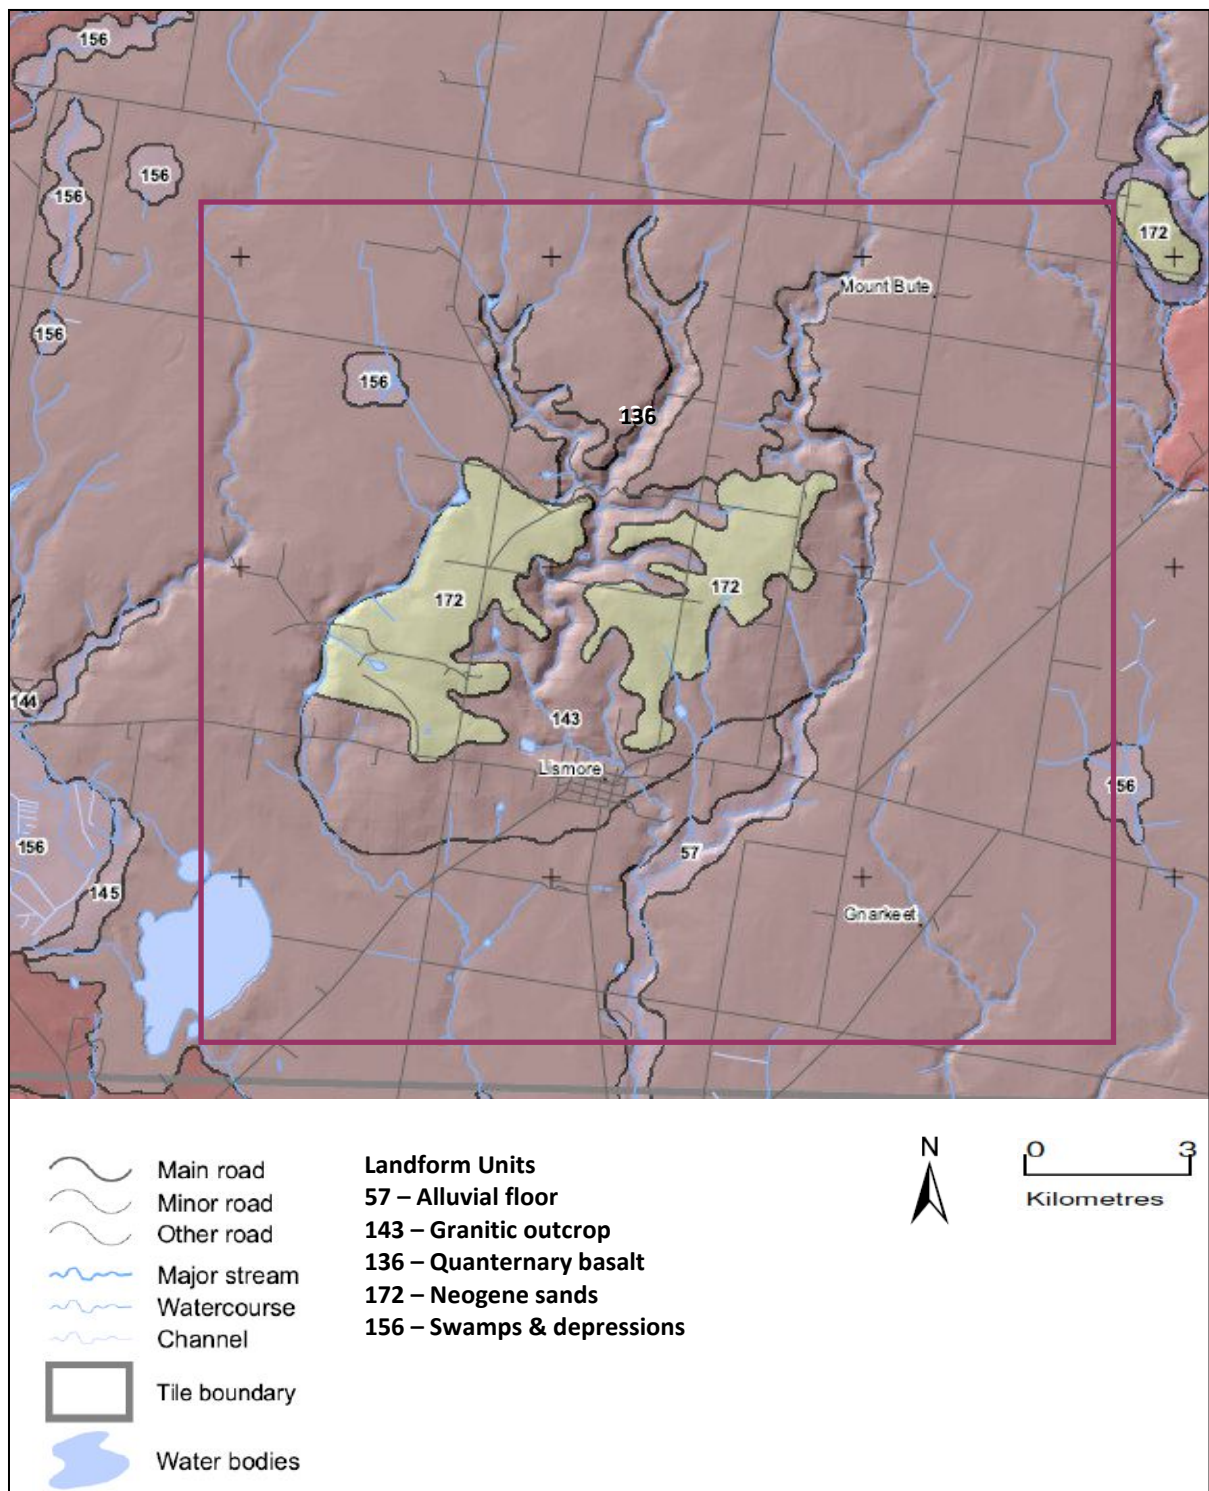 156
156
156
172
156
Mount Bute
156
136
172
172
144
143
Lismore
156
156
57
145
Gnarkeet
Main road
Minor road
Other road
Major stream
Watercourse
Channel
Tile boundary
Water bodies
Landform Units
57 – Alluvial floor
143 – Granitic outcrop
136 – Quanternary basalt
172 – Neogene sands
156 – Swamps & depressions
N
0 3
Kilometres